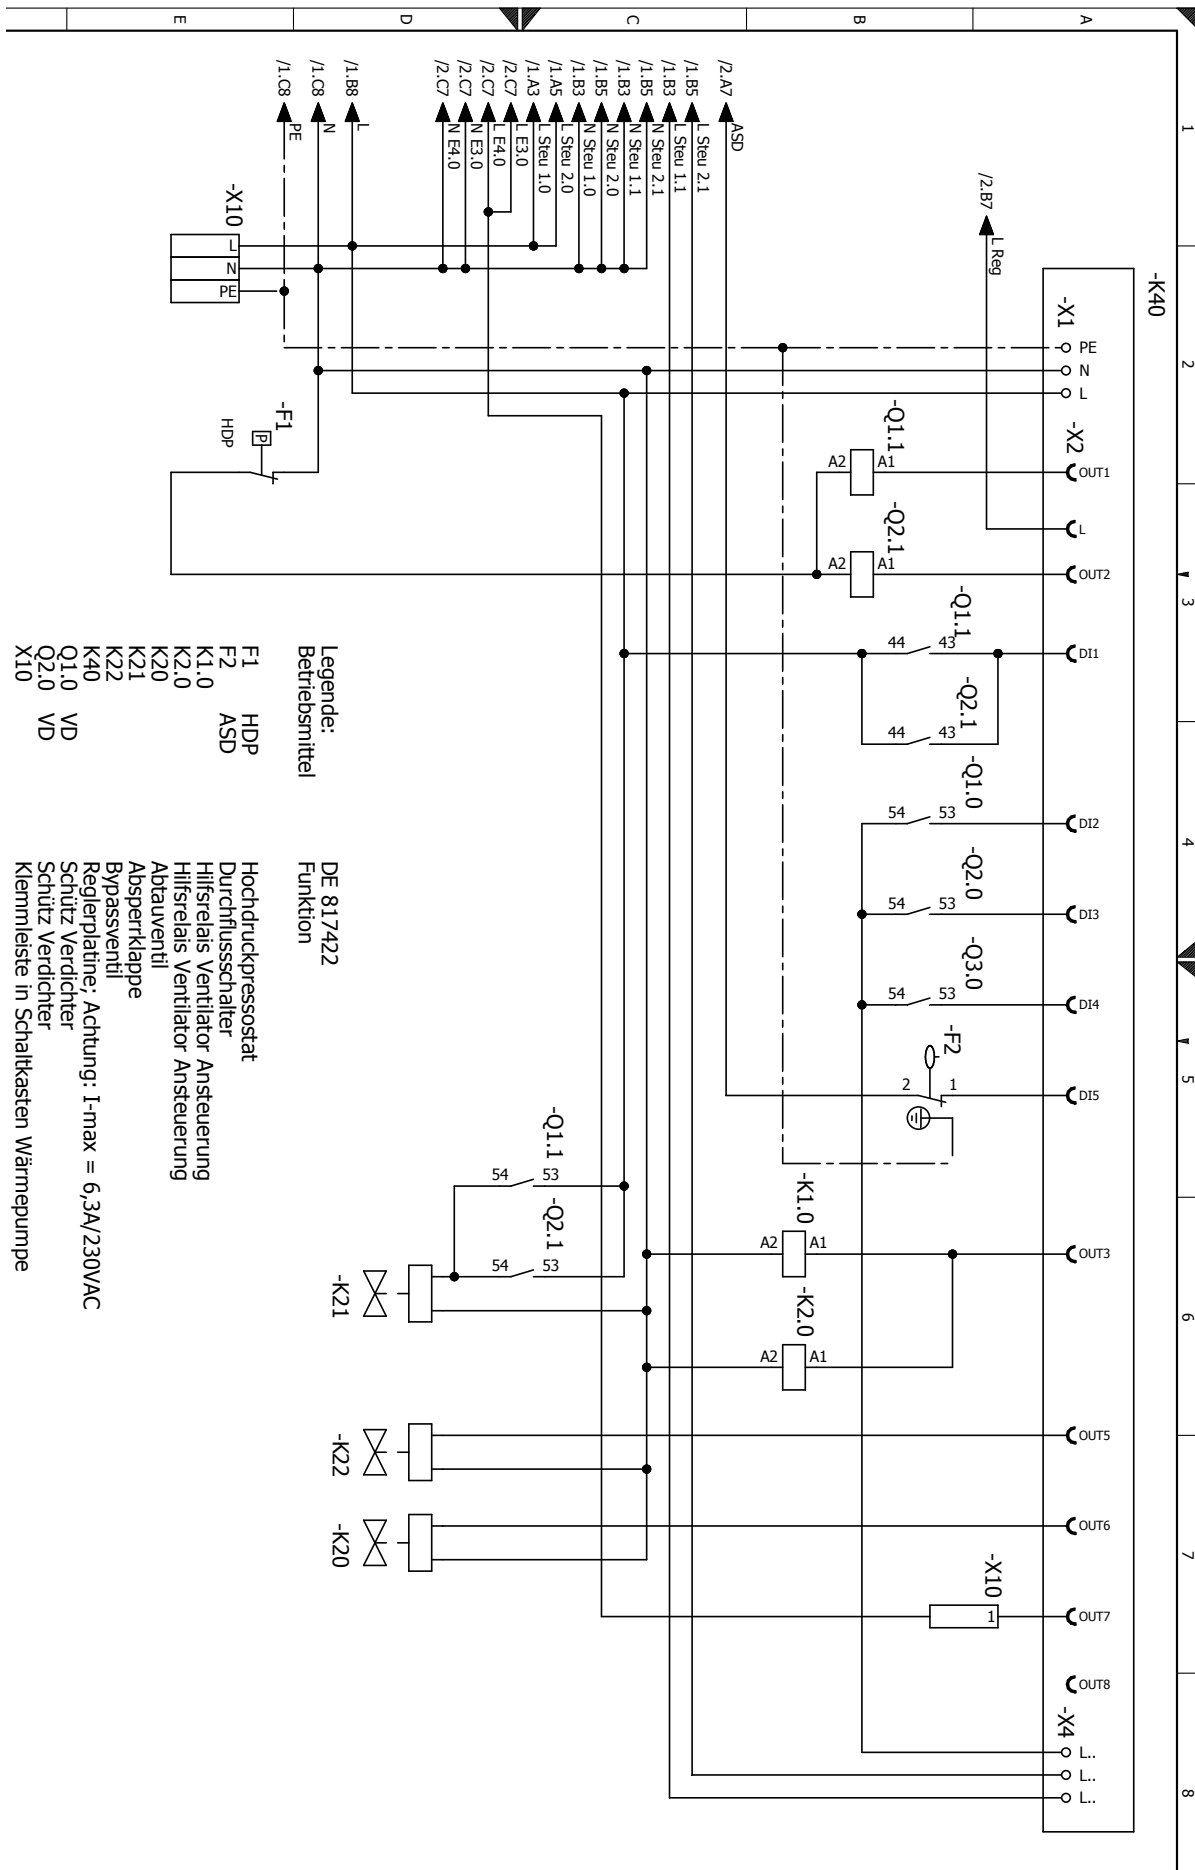 1
2
3
4
5
6
7
8
A
B
C
D
E
-K40
-X1
PE
N
L
-X2
OUT1
L
OUT2
DI1
DI2
DI3
DI4
DI5
OUT3
OUT5
OUT6
OUT7
OUT8
-X4
L..
L..
L..
/2.B7
L Reg
-Q1.1
A1
A2
-Q2.1
A1
A2
-Q1.1
43
44
-Q2.1
43
44
-Q1.0
53
54
-Q2.0
53
54
-Q3.0
53
54
-F2
1
2
-X10
1
-K1.0
A1
A2
-K2.0
A1
A2
/2.A7 ASD
/1.B5 L Steu 2.1
/1.B3 L Steu 1.1
/1.B5 N Steu 2.1
/1.B3 N Steu 1.1
/1.B5 N Steu 2.0
/1.B3 N Steu 1.0
/1.A5 L Steu 2.0
/1.A3 L Steu 1.0
/2.C7 L E3.0
/2.C7 L E4.0
/2.C7 N E3.0
/2.C7 N E4.0
/1.B8 L
/1.C8 N
/1.C8 PE
-Q1.1
53
54
-Q2.1
53
54
-K21
-K22
-K20
-X10
L
N
PE
-F1
P
HDP
Legende: DE 817422
Betriebsmittel Funktion
F1 HDP Hochdruckpressostat
F2 ASD Durchflussschalter
K1.0 Hilfsrelais Ventilator Ansteuerung
K2.0 Hilfsrelais Ventilator Ansteuerung
K20 Abtauventil
K21 Absperrklappe
K22 Bypassventil
K40 Reglerplatine; Achtung: I-max = 6,3A/230VAC
Q1.0 VD Schütz Verdichter
Q2.0 VD Schütz Verdichter
X10 Klemmleiste in Schaltkasten Wärmepumpe